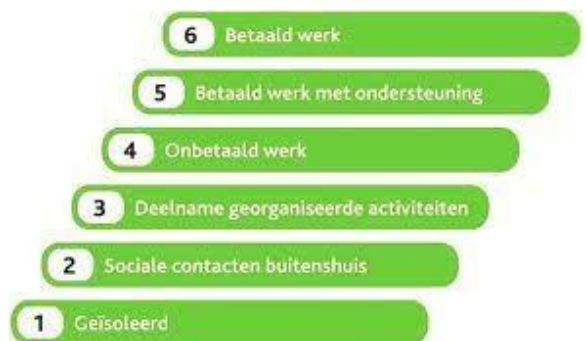 6 Betaald werk
5 Betaald werk met ondersteuning
4 Onbetaald werk
3 Deelname georganiseerde activiteiten
2 Sociale contacten buitenshuis
1 Geïsoleerd